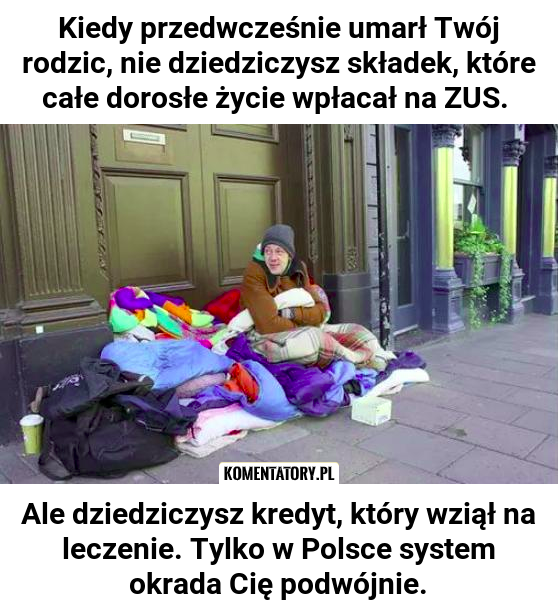 Kiedy przedwcześnie umarł Twój
rodzic, nie dziedziczysz składek, które
całe dorosłe życie wpłacał na ZUS.
KOMENTATORY.PL
Ale dziedziczysz kredyt, który wziął na
leczenie. Tylko w Polsce system
okrada Cię podwójnie.